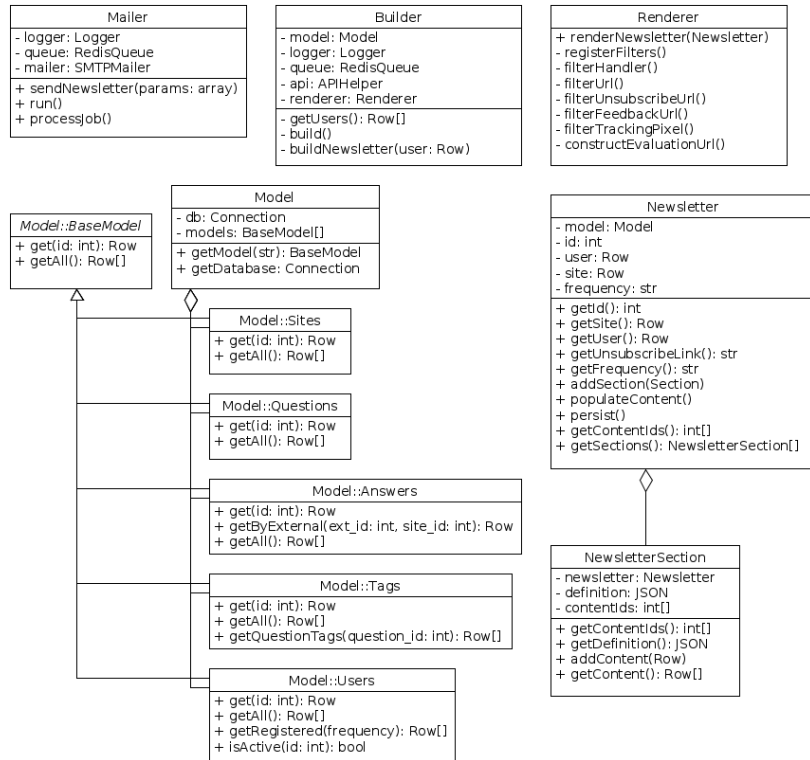 Mailer
- logger: Logger
- queue: RedisQueue
- mailer: SMTPMailer
+ sendNewsletter(params: array)
+ run()
+ processJob()
Builder
- model: Model
- logger: Logger
- queue: RedisQueue
- api: APIHelper
- renderer: Renderer
- getUsers(): Row[]
- build()
- buildNewsletter(user: Row)
Renderer
+ renderNewsletter(Newsletter)
- registerFilters()
- filterHandler()
- filterUrl()
- filterUnsubscribeUrl()
- filterFeedbackUrl()
- filterTrackingPixel()
- constructEvaluationUrl()
Model::BaseModel
+ get(id: int): Row
+ getAll(): Row[]
Model
- db: Connection
- models: BaseModel[]
+ getModel(str): BaseModel
+ getDatabase: Connection
Model::Sites
+ get(id: int): Row
+ getAll(): Row[]
Model::Questions
+ get(id: int): Row
+ getAll(): Row[]
Model::Answers
+ get(id: int): Row
+ getByExternal(ext_id: int, site_id: int): Row
+ getAll(): Row[]
Model::Tags
+ get(id: int): Row
+ getAll(): Row[]
+ getQuestionTags(question_id: int): Row[]
Model::Users
+ get(id: int): Row
+ getAll(): Row[]
+ getRegistered(frequency): Row[]
+ isActive(id: int): bool
Newsletter
- model: Model
- id: int
- user: Row
- site: Row
- frequency: str
+ getId(): int
+ getSite(): Row
+ getUser(): Row
+ getUnsubscribeLink(): str
+ getFrequency(): str
+ addSection(Section)
+ populateContent()
+ persist()
+ getContentIds(): int[]
+ getSections(): NewsletterSection[]
NewsletterSection
- newsletter: Newsletter
- definition: JSON
- contentIds: int[]
+ getContentIds(): int[]
+ getDefinition(): JSON
+ addContent(Row)
+ getContent(): Row[]